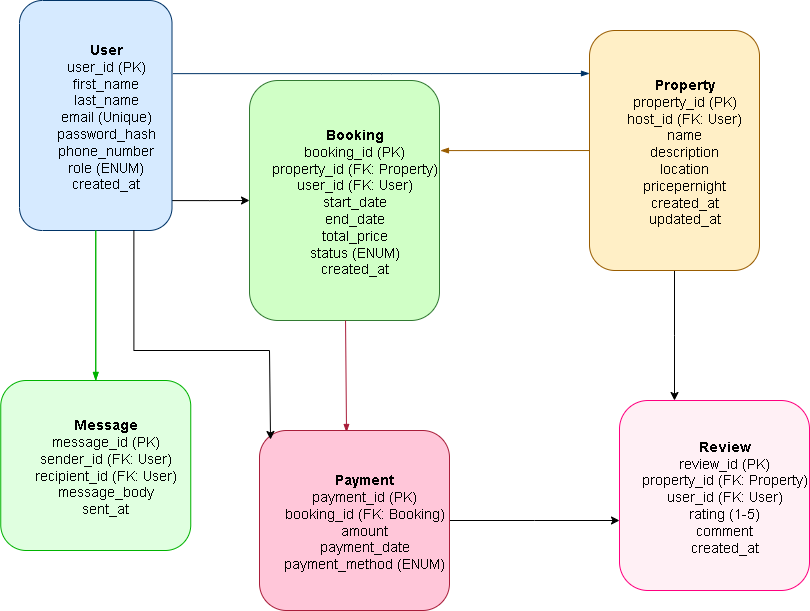 User
user_id (PK)
first_name
last_name
email (Unique)
password_hash
phone_number
role (ENUM)
created_at
Booking
booking_id (PK)
property_id (FK: Property)
user_id (FK: User)
start_date
end_date
total_price
status (ENUM)
created_at
Property
property_id (PK)
host_id (FK: User)
name
description
location
pricepernight
created_at
updated_at
Message
message_id (PK)
sender_id (FK: User)
recipient_id (FK: User)
message_body
sent_at
Payment
payment_id (PK)
booking_id (FK: Booking)
amount
payment_date
payment_method (ENUM)
Review
review_id (PK)
property_id (FK: Property)
user_id (FK: User)
rating (1-5)
comment
created_at